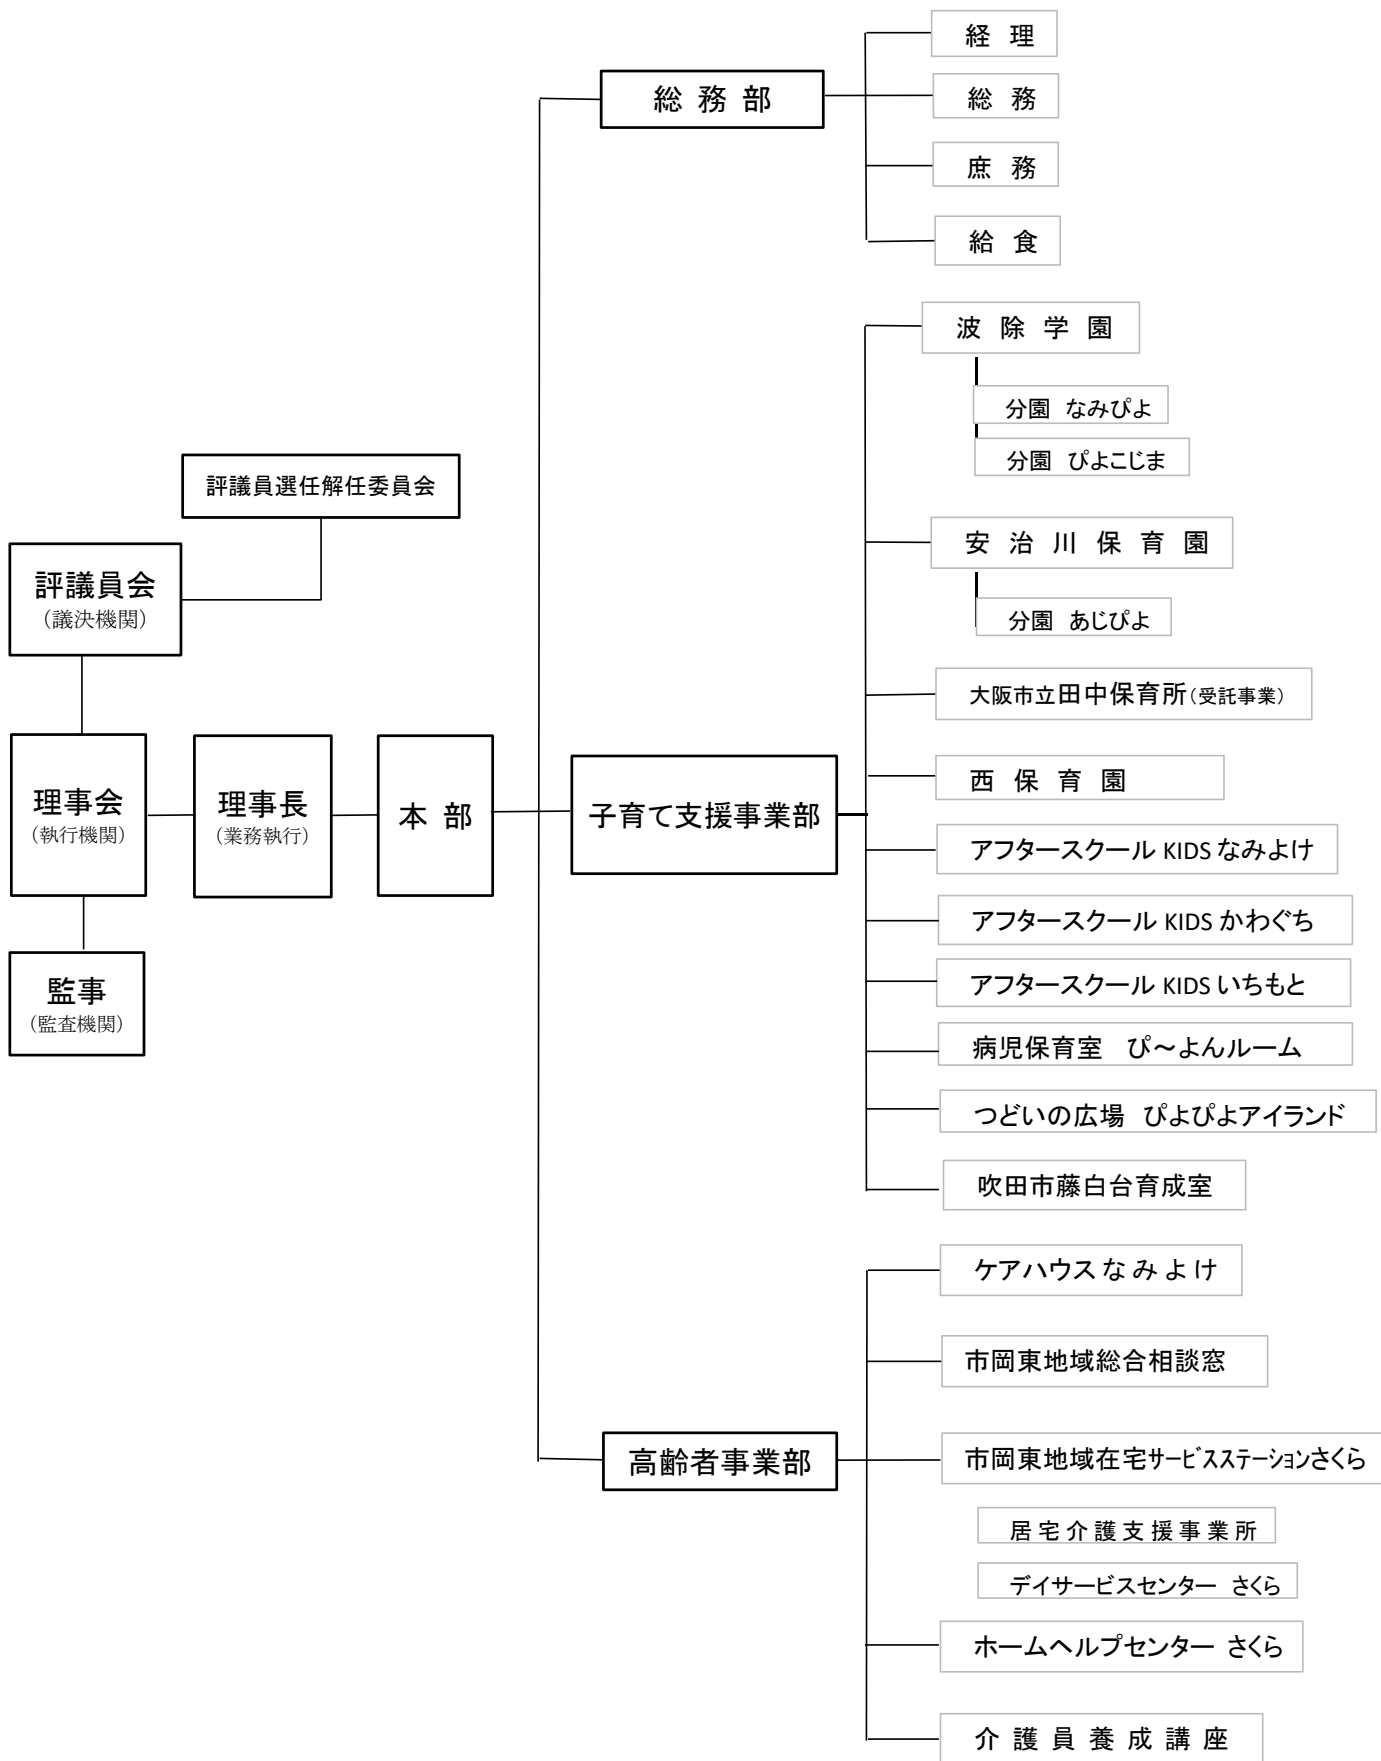 経 理
総 務 部
総 務
庶 務
給 食
波 除 学 園
分園 なみぴよ
分園 ぴよこじま
評議員選任解任委員会
安 治 川 保 育 園
評議員会
（議決機関）
分園 あじぴよ
大阪市立田中保育所（受託事業）
理事会
（執行機関）
理事長
（業務執行）
本 部
子育て支援事業部
西 保 育 園
アフタースクール KIDS なみよけ
アフタースクール KIDS かわぐち
監事
（監査機関）
アフタースクール KIDS いちもと
病児保育室 ぴ～よんルーム
つどいの広場 ぴよぴよアイランド
吹田市藤白台育成室
ケアハウス な み よ け
市岡東地域総合相談窓
高齢者事業部
市岡東地域在宅サービスステーションさくら
居 宅 介 護 支 援 事 業 所
デイサービスセンター さくら
ホームヘルプセンター さくら
介 護 員 養 成 講 座